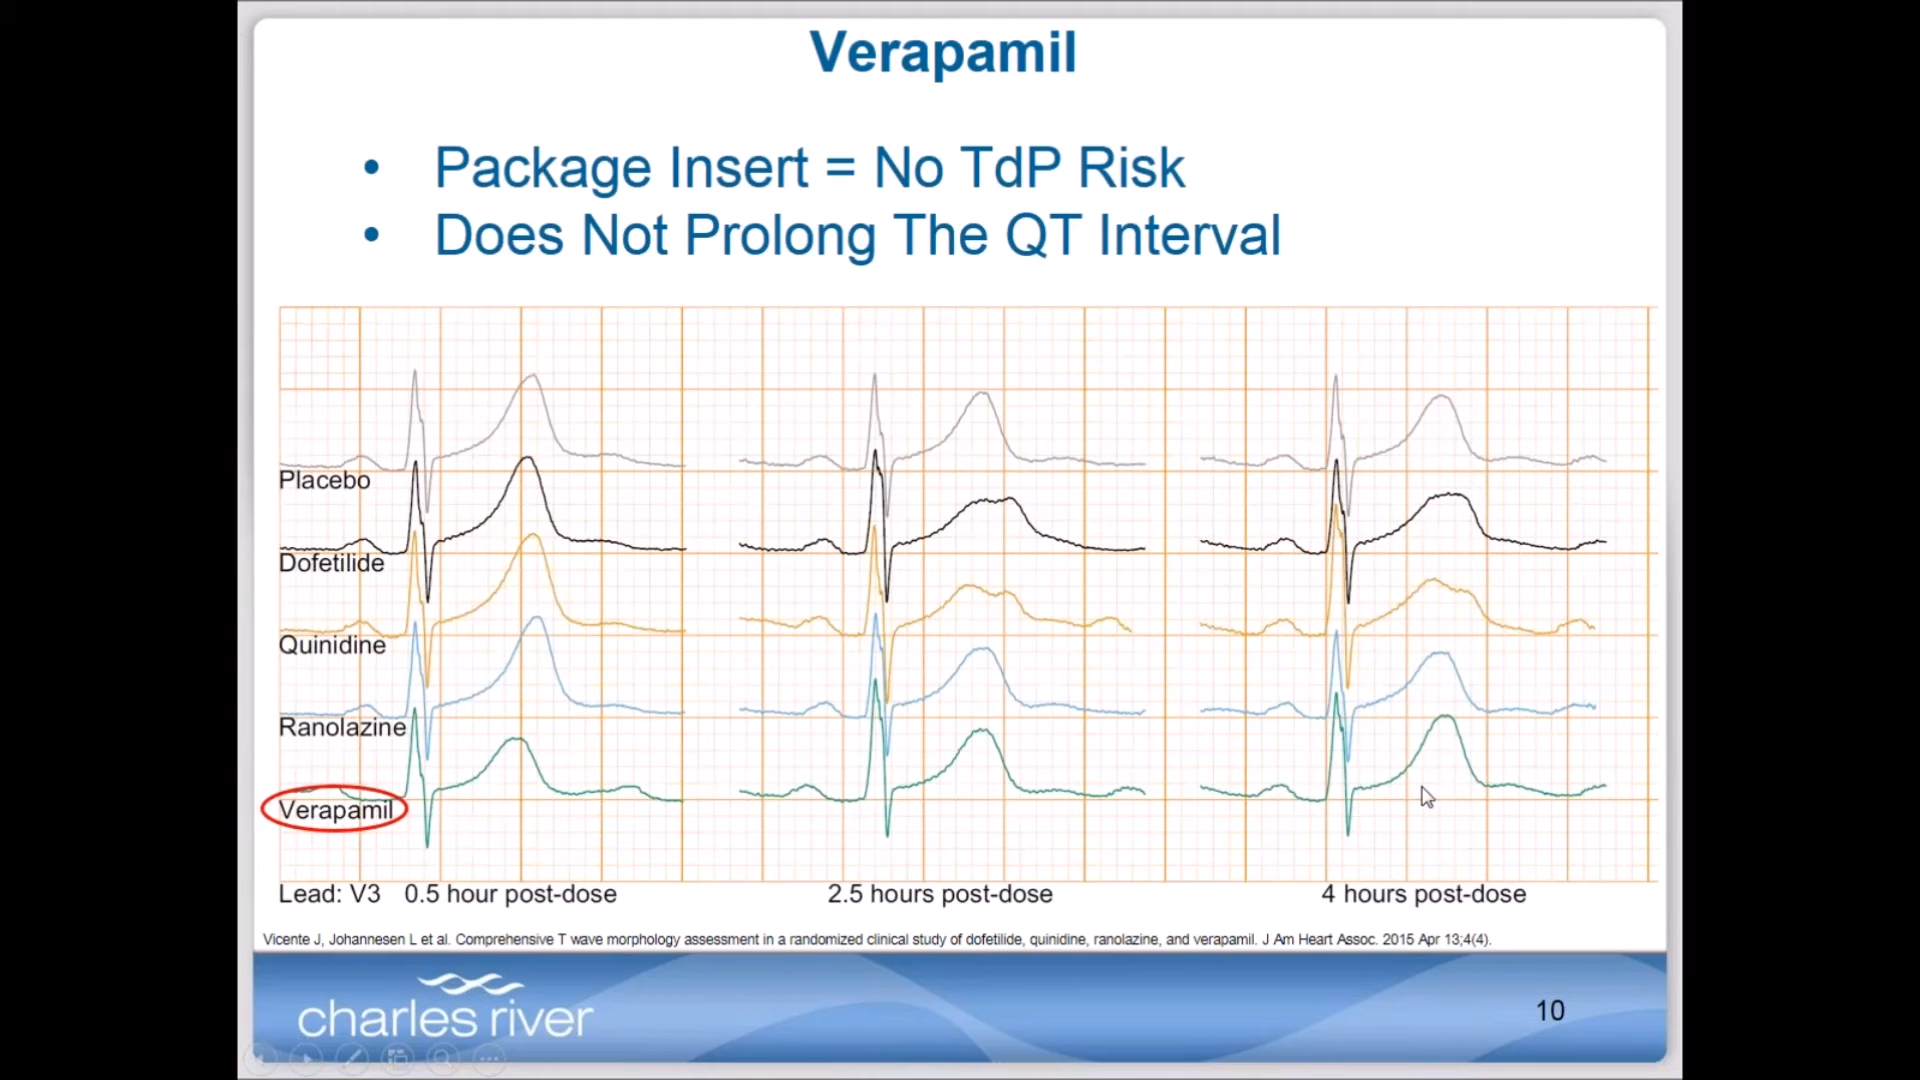 Verapamil
• Package Insert = No TdP Risk
• Does Not Prolong The QT Interval
Placebo
Dofetilide
Quinidine
Ranolazine
Verapamil
Lead: V3 0.5 hour post-dose 2.5 hours post-dose 4 hours post-dose
Vicente J, Johannesen L et al. Comprehensive T wave morphology assessment in a randomized clinical study of dofetilide, quinidine, ranolazine, and verapamil. J Am Heart Assoc. 2015 Apr 13;4(4).
charles river
10